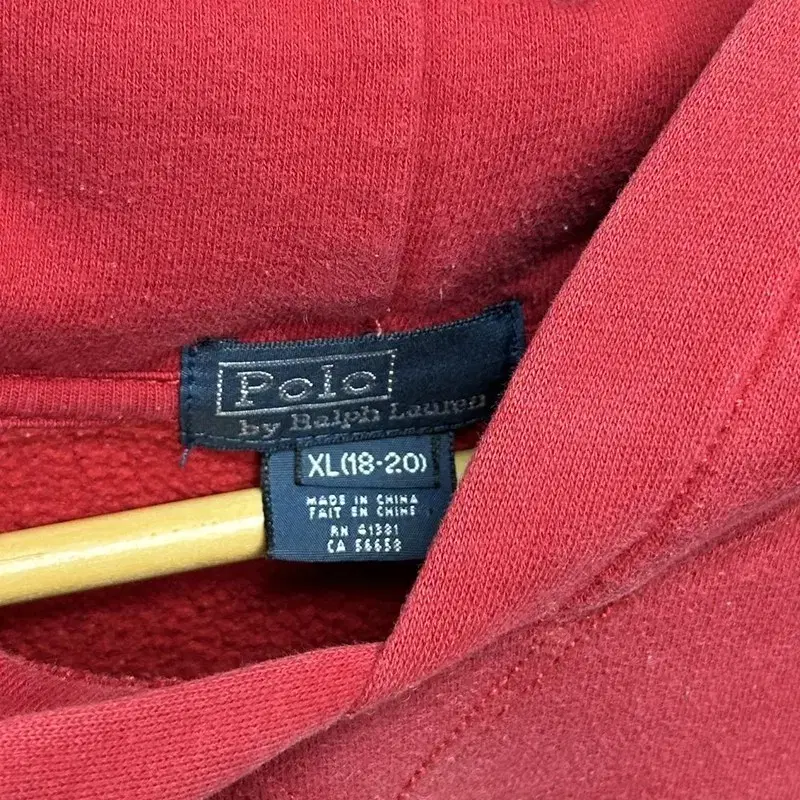 Polo
by Ralph Lauren
XL(18-20)
MADE IN CHINA
FAIT EN CHINE
RN 41381
CA 56658